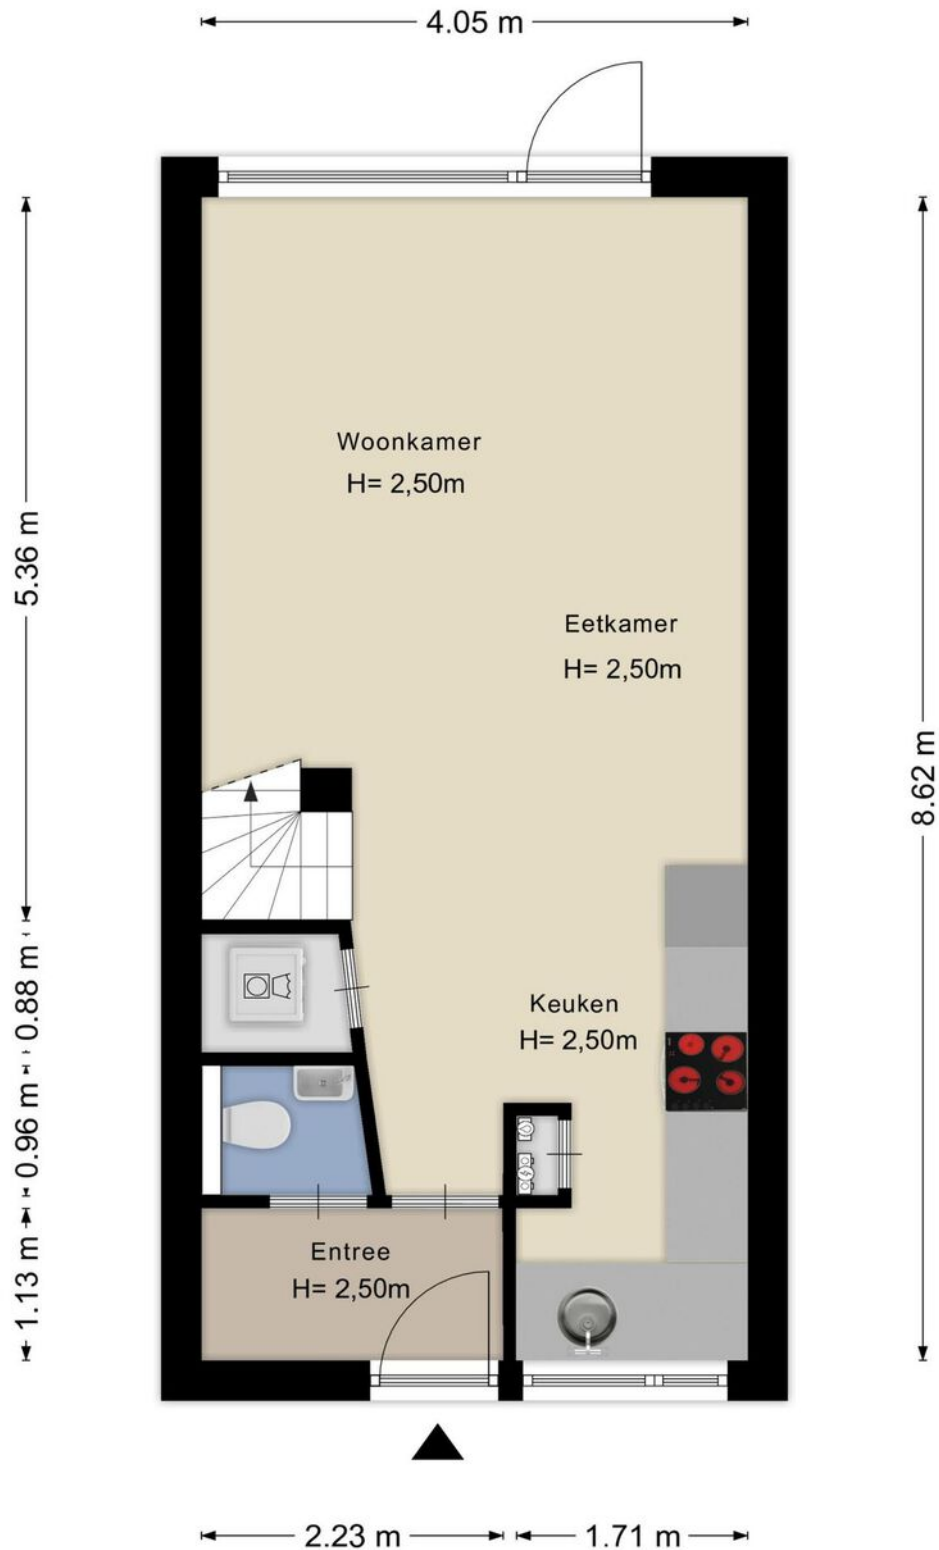 4.05 m
Woonkamer
H= 2,50m
5.36 m
Eetkamer
H= 2,50m
8.62 m
0.88 m
Keuken
H= 2,50m
0.96 m
1.13 m
Entree
H= 2,50m
2.23 m
1.71 m